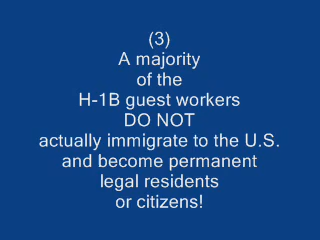 (3)
A majority
of the
H-1B guest workers
DO NOT
actually immigrate to the U.S.
and become permanent
legal residents
or citizens!